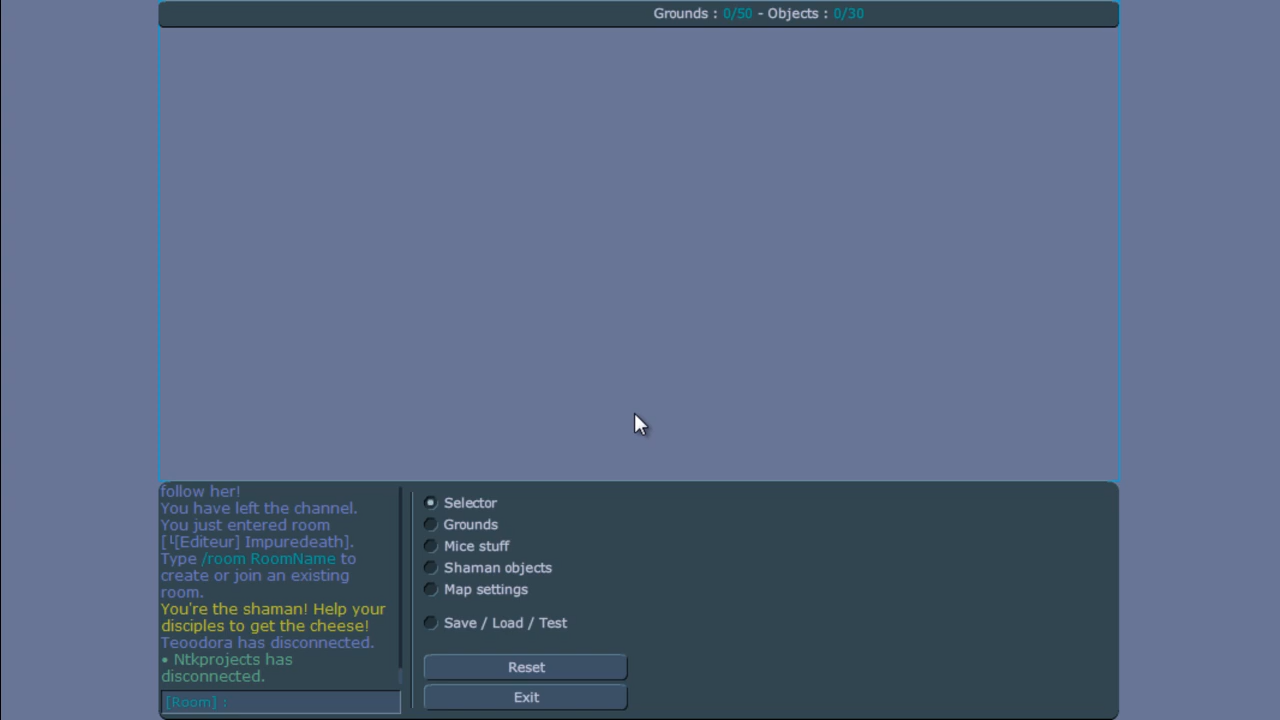 Grounds : 0/50 - Objects : 0/30
follow her!
You have left the channel.
You just entered room
[└[Editeur] Impuredeath].
Type /room RoomName to
create or join an existing
room.
You're the shaman! Help your
disciples to get the cheese!
Teoodora has disconnected.
• Ntkprojects has
disconnected.
[Room] :
Selector
Grounds
Mice stuff
Shaman objects
Map settings
Save / Load / Test
Reset
Exit